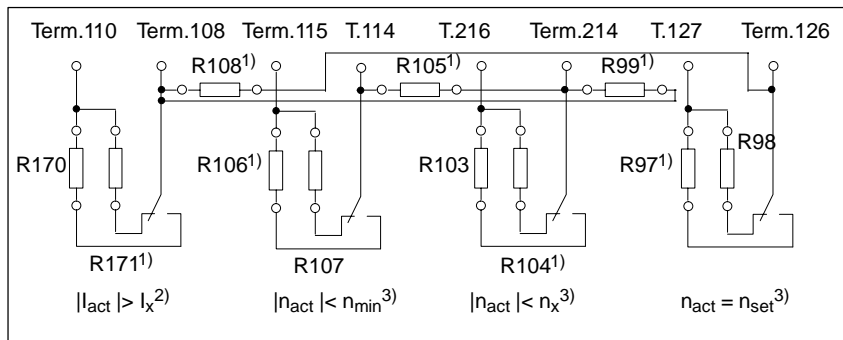 Term.110 Term.108 Term.115 T.114 T.216 Term.214 T.127 Term.126
R108¹⁾ R105¹⁾ R99¹⁾
R170 R106¹⁾ R103 R97¹⁾ R98
R171¹⁾ R107 R104¹⁾
|I_act| > I_x²⁾ |n_act| < n_min³⁾ |n_act| < n_x³⁾ n_act = n_set³⁾